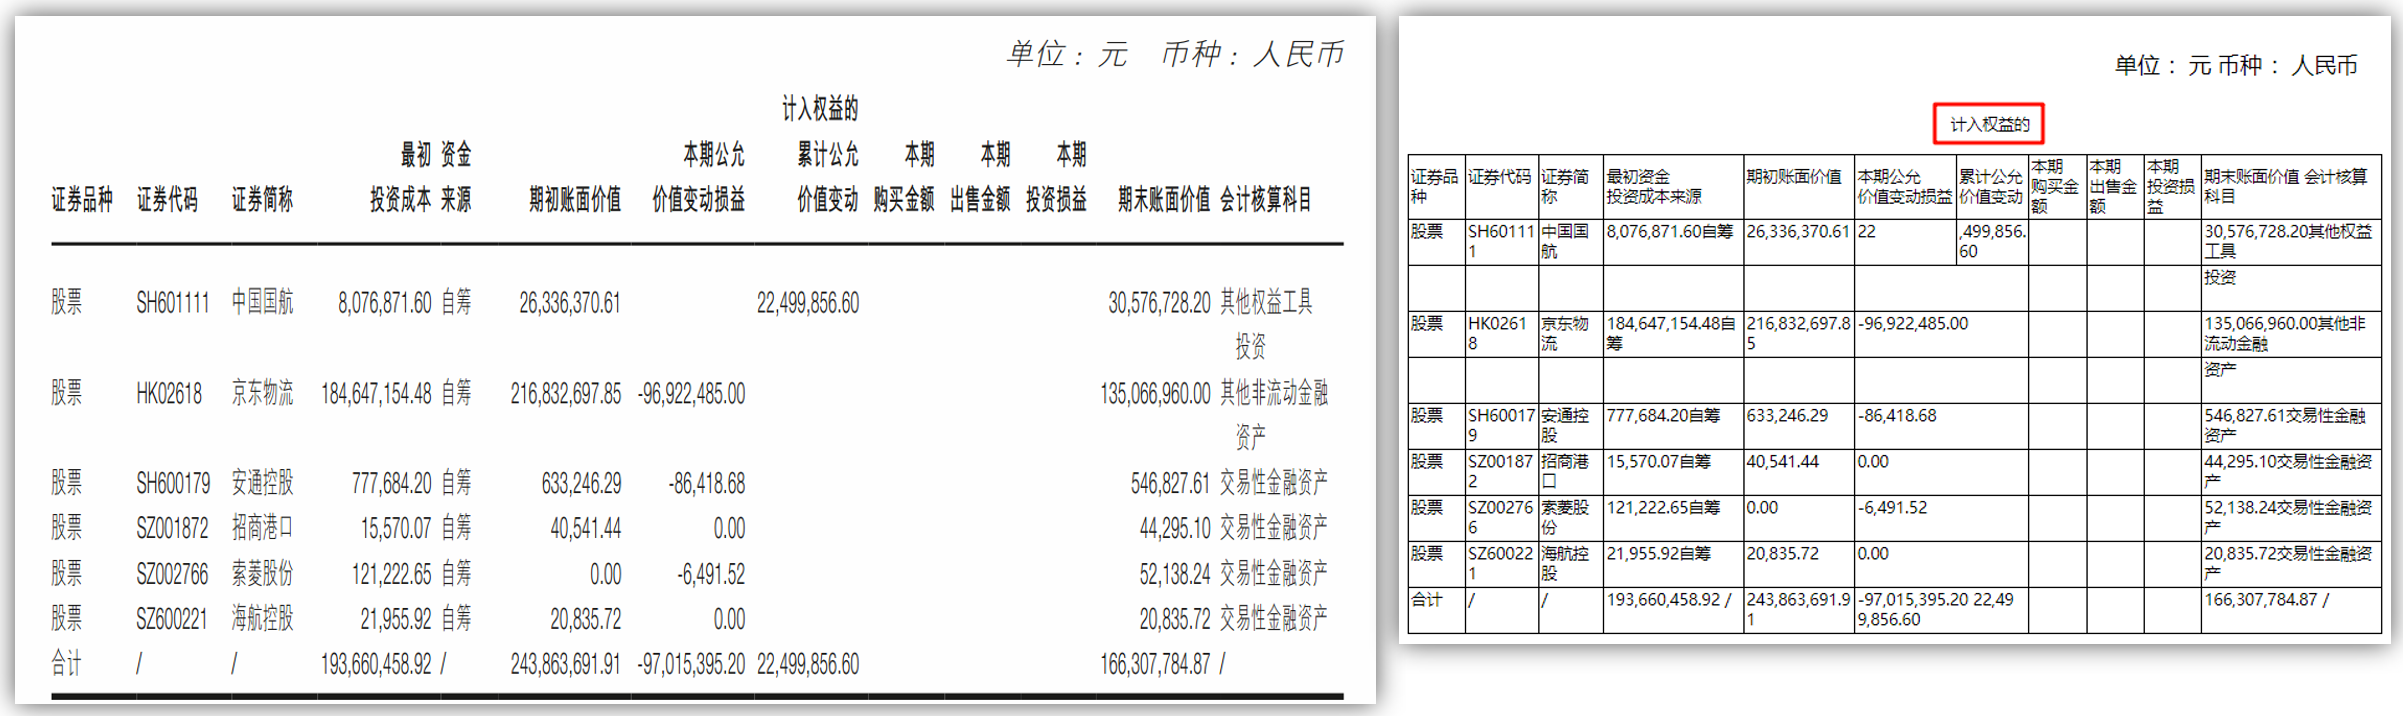 单位：元 币种：人民币
计入权益的
最初 资金 本期公允 累计公允 本期 本期 本期
证券品种 证券代码 证券简称 投资成本 来源 期初账面价值 价值变动损益 价值变动 购买金额 出售金额 投资损益 期末账面价值 会计核算科目
股票 SH601111 中国国航 8,076,871.60 自筹 26,336,370.61 22,499,856.60 30,576,728.20 其他权益工具
投资
股票 HK02618 京东物流 184,647,154.48 自筹 216,832,697.85 -96,922,485.00 135,066,960.00 其他非流动金融
资产
股票 SH600179 安通控股 777,684.20 自筹 633,246.29 -86,418.68 546,827.61 交易性金融资产
股票 SZ001872 招商港口 15,570.07 自筹 40,541.44 0.00 44,295.10 交易性金融资产
股票 SZ002766 索菱股份 121,222.65 自筹 0.00 -6,491.52 52,138.24 交易性金融资产
股票 SZ600221 海航控股 21,955.92 自筹 20,835.72 0.00 20,835.72 交易性金融资产
合计 / / 193,660,458.92 / 243,863,691.91 -97,015,395.20 22,499,856.60 166,307,784.87 /
单位：元 币种：人民币
计入权益的
本期 本期 本期
证券品 证券代码 证券简 最初资金 期初账面价值 本期公允 累计公允 购买金 出售金 投资损 期末账面价值 会计核算
种 称 投资成本来源 价值变动损益 价值变动 额 额 益 科目
股票 SH60111 中国国 8,076,871.60自筹 26,336,370.61 22 ,499,856. 30,576,728.20其他权益
1 航 60 工具
投资
股票 HK0261 京东物 184,647,154.48自 216,832,697.8 -96,922,485.00 135,066,960.00其他非
8 流 筹 5 流动金融
资产
股票 SH60017 安通控 777,684.20自筹 633,246.29 -86,418.68 546,827.61交易性金融
9 股 资产
股票 SZ00187 招商港 15,570.07自筹 40,541.44 0.00 44,295.10交易性金融资
2 口 产
股票 SZ00276 索菱股 121,222.65自筹 0.00 -6,491.52 52,138.24交易性金融资
6 份 产
股票 SZ60022 海航控 21,955.92自筹 20,835.72 0.00 20,835.72交易性金融资
1 股 产
合计 / / 193,660,458.92 / 243,863,691.9 -97,015,395.20 22,49 166,307,784.87 /
1 9,856.60